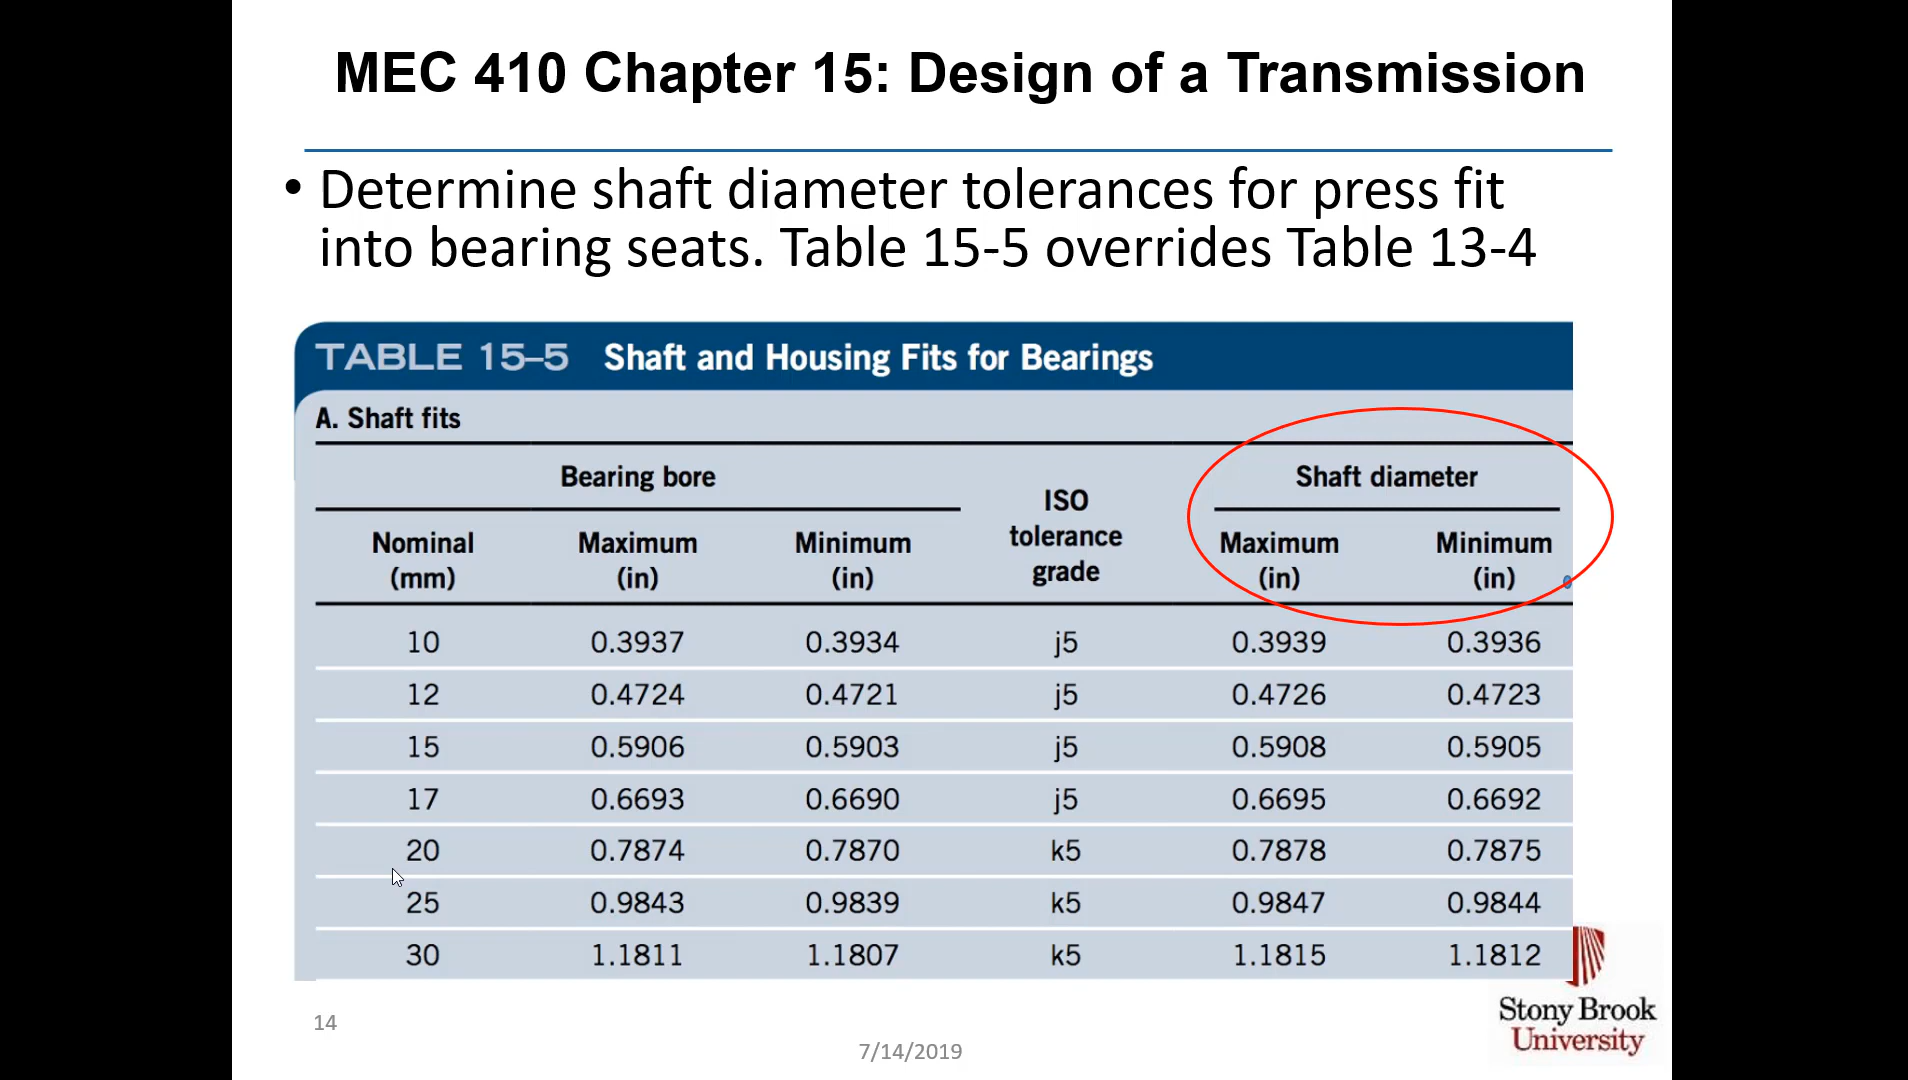 MEC 410 Chapter 15: Design of a Transmission
• Determine shaft diameter tolerances for press fit
into bearing seats. Table 15-5 overrides Table 13-4
TABLE 15–5 Shaft and Housing Fits for Bearings
A. Shaft fits
Bearing bore ISO tolerance grade Shaft diameter
Nominal (mm) Maximum (in) Minimum (in) Maximum (in) Minimum (in)
10 0.3937 0.3934 j5 0.3939 0.3936
12 0.4724 0.4721 j5 0.4726 0.4723
15 0.5906 0.5903 j5 0.5908 0.5905
17 0.6693 0.6690 j5 0.6695 0.6692
20 0.7874 0.7870 k5 0.7878 0.7875
25 0.9843 0.9839 k5 0.9847 0.9844
30 1.1811 1.1807 k5 1.1815 1.1812
14
7/14/2019
Stony Brook
University